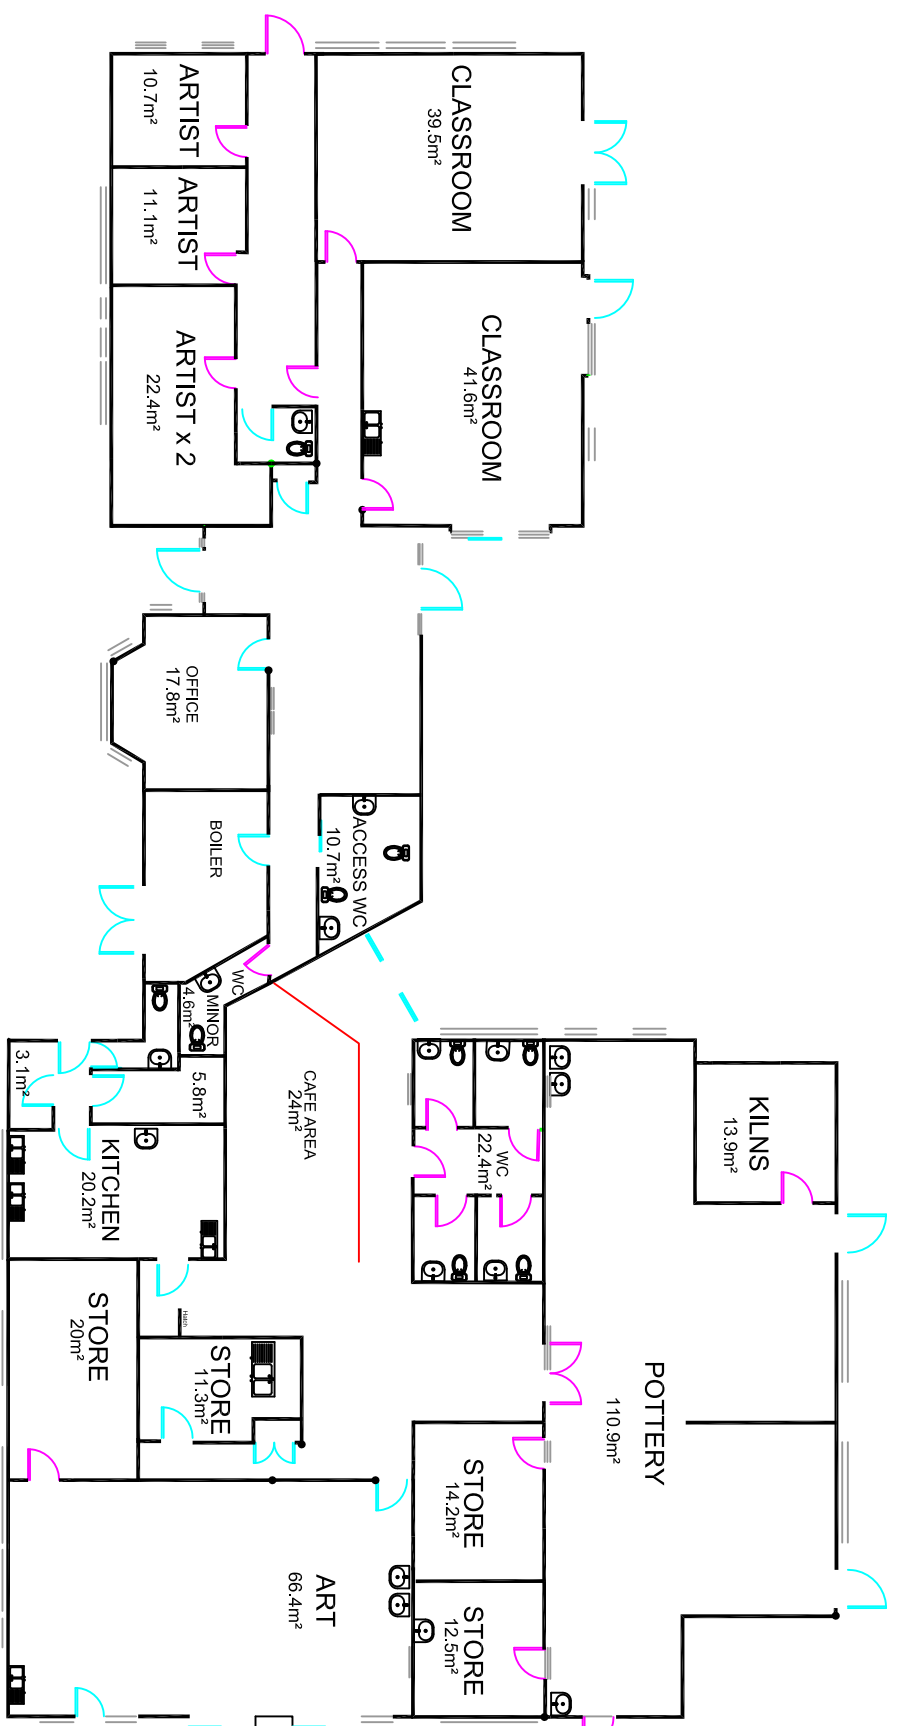 ARTIST
10.7m²
CLASSROOM
39.5m²
ARTIST
11.1m²
ARTIST x 2
22.4m²
CLASSROOM
41.6m²
OFFICE
17.8m²
BOILER
ACCESS WC
10.7m²
WC
MINOR
4.6m²
3.1m²
5.8m²
CAFE AREA
24m²
KITCHEN
20.2m²
WC
22.4m²
KILNS
13.9m²
STORE
20m²
Hatch
STORE
11.3m²
POTTERY
110.9m²
STORE
14.2m²
ART
66.4m²
STORE
12.5m²